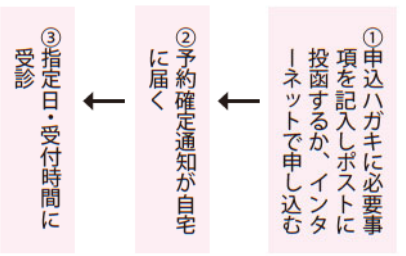 ①申込ハガキに必要事
項を記入しポストに
投函するか、インタ
ーネットで申し込む
②予約確定通知が自宅
に届く
③指定日・受付時間に
受診